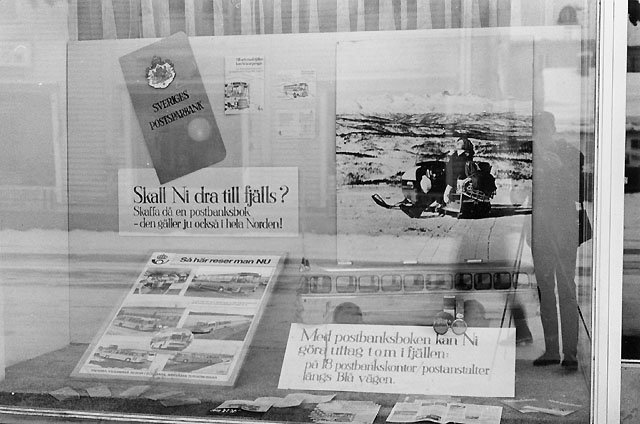 SVERIGES
POSTSPARBANK
Skall Ni dra till fjälls?
Skaffa då en postbanksbok
- den gäller ju också i hela Norden!
Så här reser man NU
Med postbanksboken kan Ni
göra uttag t o m i fjällen:
på 18 postbankskontor/postanstalter
längs Blå vägen.